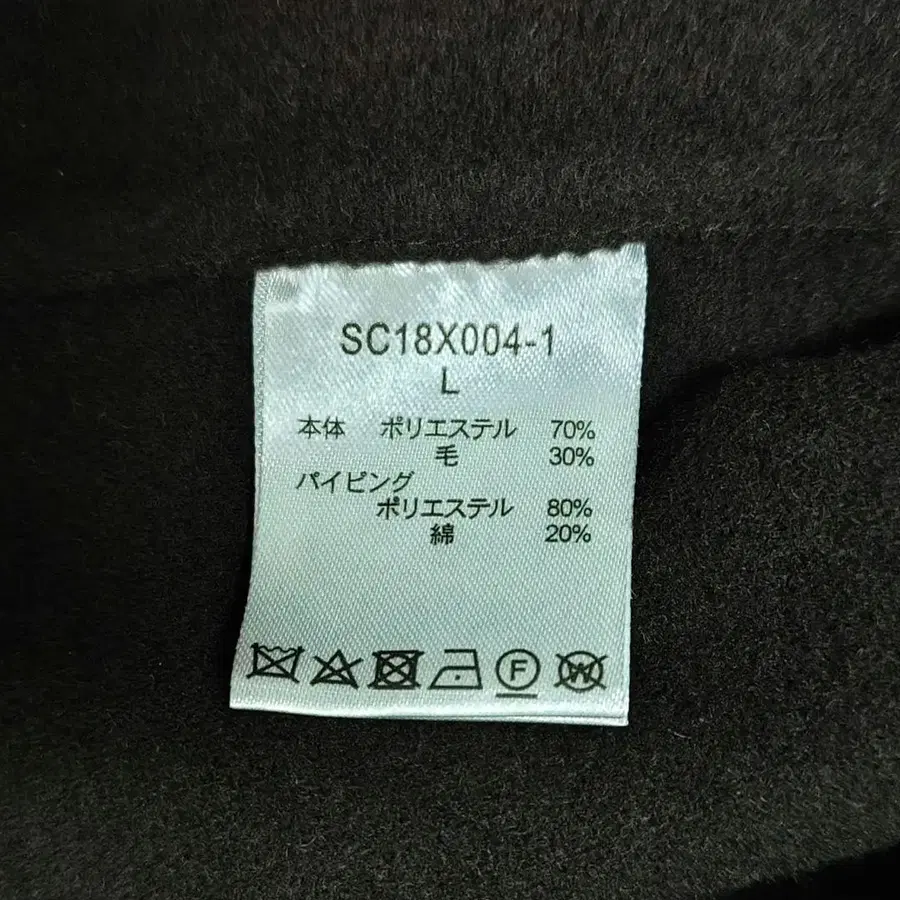 SC18X004-1
L
本体 ポリエステル 70%
毛 30%
パイピング
ポリエステル 80%
綿 20%
F W